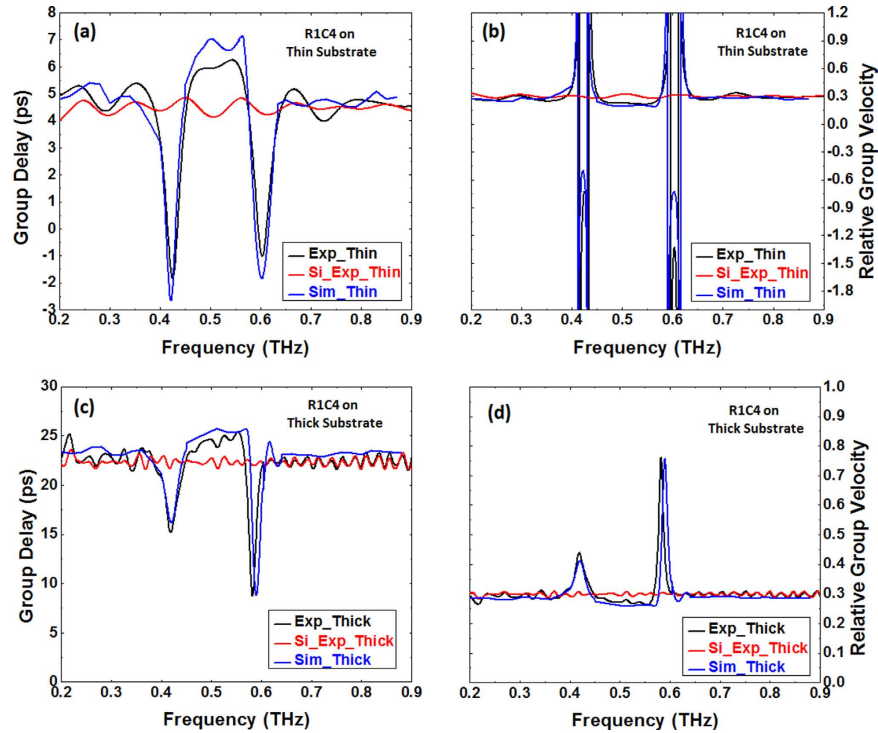 (a)
R1C4 on
Thin Substrate
8
7
6
5
4
3
2
1
0
-1
-2
-3
Group Delay (ps)
Exp_Thin
Si_Exp_Thin
Sim_Thin
0.2 0.3 0.4 0.5 0.6 0.7 0.8 0.9
Frequency (THz)
(b)
R1C4 on
Thin Substrate
1.2
0.9
0.6
0.3
0.0
-0.3
-0.6
-0.9
-1.2
-1.5
-1.8
Relative Group Velocity
Exp_Thin
Si_Exp_Thin
Sim_Thin
0.2 0.3 0.4 0.5 0.6 0.7 0.8 0.9
Frequency (THz)
(c)
R1C4 on
Thick Substrate
30
25
20
15
10
5
0
Group Delay (ps)
Exp_Thick
Si_Exp_Thick
Sim_Thick
0.2 0.3 0.4 0.5 0.6 0.7 0.8 0.9
Frequency (THz)
(d)
R1C4 on
Thick Substrate
1.0
0.9
0.8
0.7
0.6
0.5
0.4
0.3
0.2
0.1
0.0
Relative Group Velocity
Exp_Thick
Si_Exp_Thick
Sim_Thick
0.2 0.3 0.4 0.5 0.6 0.7 0.8 0.9
Frequency (THz)